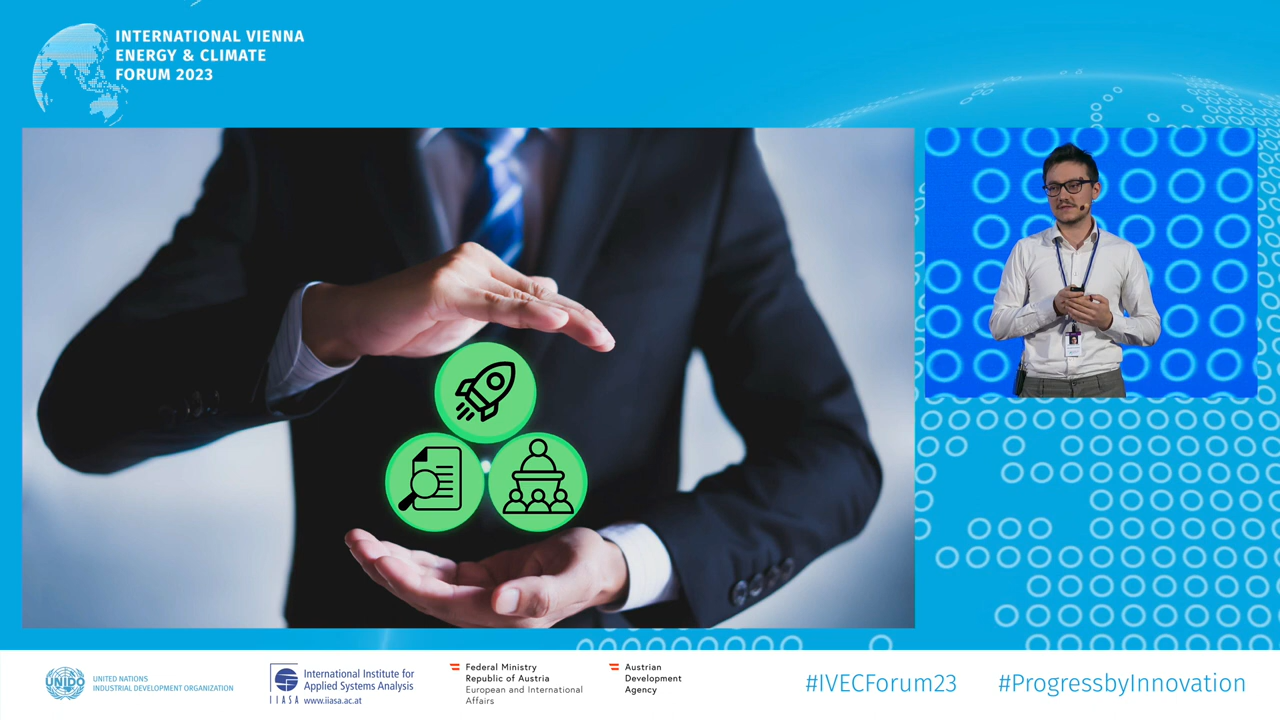 INTERNATIONAL VIENNA
ENERGY & CLIMATE
FORUM 2023
UNIDO
UNITED NATIONS
INDUSTRIAL DEVELOPMENT ORGANIZATION
IIASA
International Institute for
Applied Systems Analysis
www.iiasa.ac.at
Federal Ministry
Republic of Austria
European and International
Affairs
Austrian
Development
Agency
#IVECForum23
#ProgressbyInnovation